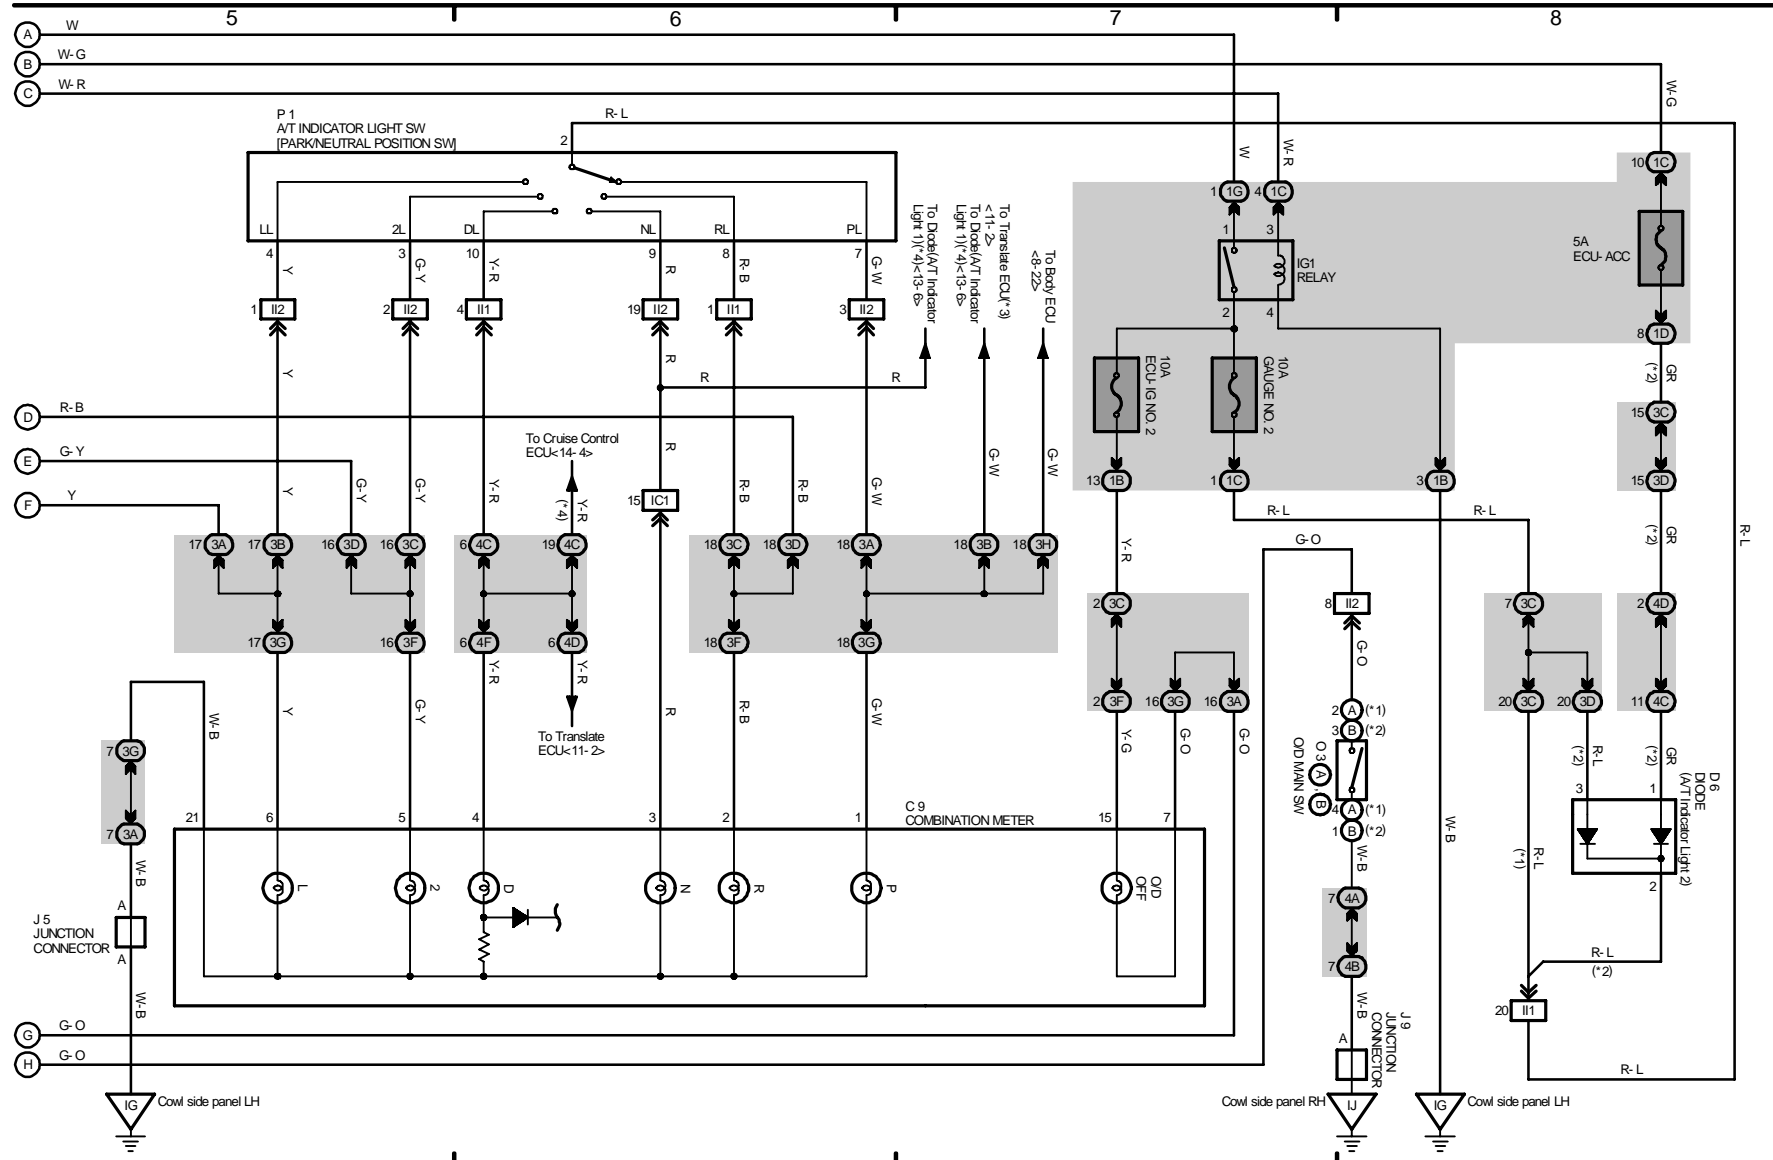 5 6 7 8
A W
B W-G
C W-R
P 1
A/T INDICATOR LIGHT SW
[PARK/NEUTRAL POSITION SW]
R-L
2
W
W-R
W-G
LL 2L DL NL RL PL
4 3 10 9 8 7
Y G-Y Y-R R R-B G-W
1 II2
2 II2
4 II1
19 II2
1 II1
3 II2
To Diode(A/T Indicator
Light 1)(*4)<13-6>
To Diode(A/T Indicator
Light 1)(*4)<13-6>
To Translate ECU(*3)
<11-2>
To Body ECU
<8-22>
1 1G
4 1C
1 3
IG1
RELAY
2 4
10 1C
5A
ECU-ACC
8 1D
10A
ECU-IG NO. 2
10A
GAUGE NO. 2
13 1B
1 1C
3 1B
GR
(*2)
15 3C
15 3D
GR
(*2)
Y
R
R R
D R-B
E G-Y
F Y
To Cruise Control
ECU<14-4>
Y G-Y G-Y Y-R
Y-R
(*4)
R
15 IC1
R-B R-B G-W G-W G-W
R-L R-L
G-O
Y-R
R-L
17 3A
17 3B
16 3D
16 3C
6 4C
19 4C
18 3C
18 3D
18 3A
18 3B
18 3H
17 3G
16 3F
6 4F
6 4D
18 3F
18 3G
2 3C
2 3F
16 3G
16 3A
8 II2
G-O
7 3C
20 3C
20 3D
2 4D
11 4C
W-B
Y G-Y Y-R Y-R R R-B G-W Y-G G-O G-O
To Translate
ECU<11-2>
2 A (*1)
3 B (*2)
O 3 A , B
O/D MAIN SW
4 A (*1)
1 B (*2)
W-B
W-B
R-L
(*1)
R-L
(*2)
GR
(*2)
D 6
DIODE
(A/T Indicator Light 2)
3 1
2
7 3G
7 3A
W-B
21 6 5 4 3 2 1 15 7
C 9
COMBINATION METER
L 2 D N R P
O/D
OFF
A
J 5
JUNCTION
CONNECTOR
A
W-B
7 4A
7 4B
W-B
J 9
JUNCTION
CONNECTOR
A
R-L
(*2)
20 II1
R-L
G G-O
H G-O
IG Cowl side panel LH
Cowl side panel RH IJ
IG Cowl side panel LH